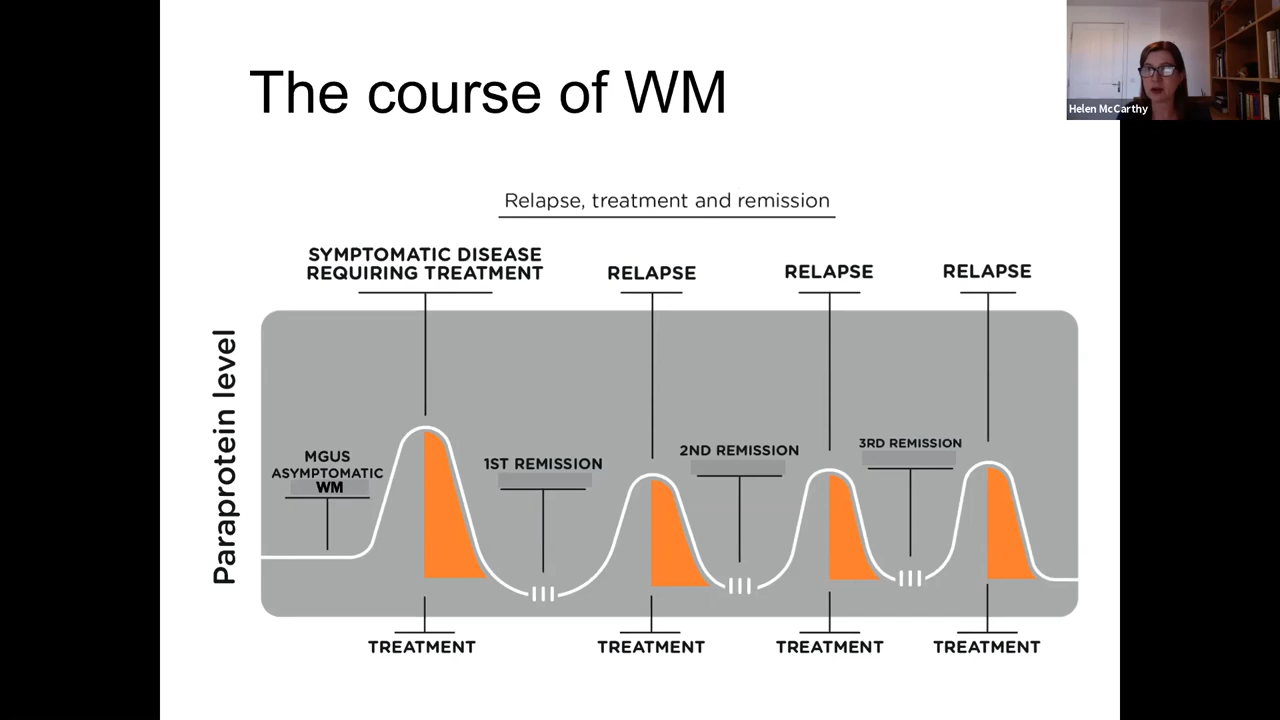 The course of WM
Helen McCarthy
Relapse, treatment and remission
SYMPTOMATIC DISEASE
REQUIRING TREATMENT
RELAPSE
RELAPSE
RELAPSE
Paraprotein level
MGUS
ASYMPTOMATIC
WM
1ST REMISSION
2ND REMISSION
3RD REMISSION
TREATMENT
TREATMENT
TREATMENT
TREATMENT